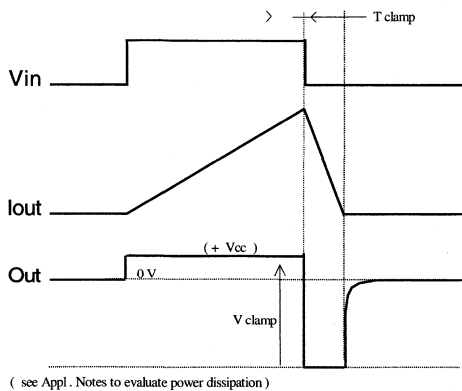 T clamp
Vin
Iout
( + Vcc )
Out
0 V
V clamp
( see Appl . Notes to evaluate power dissipation )